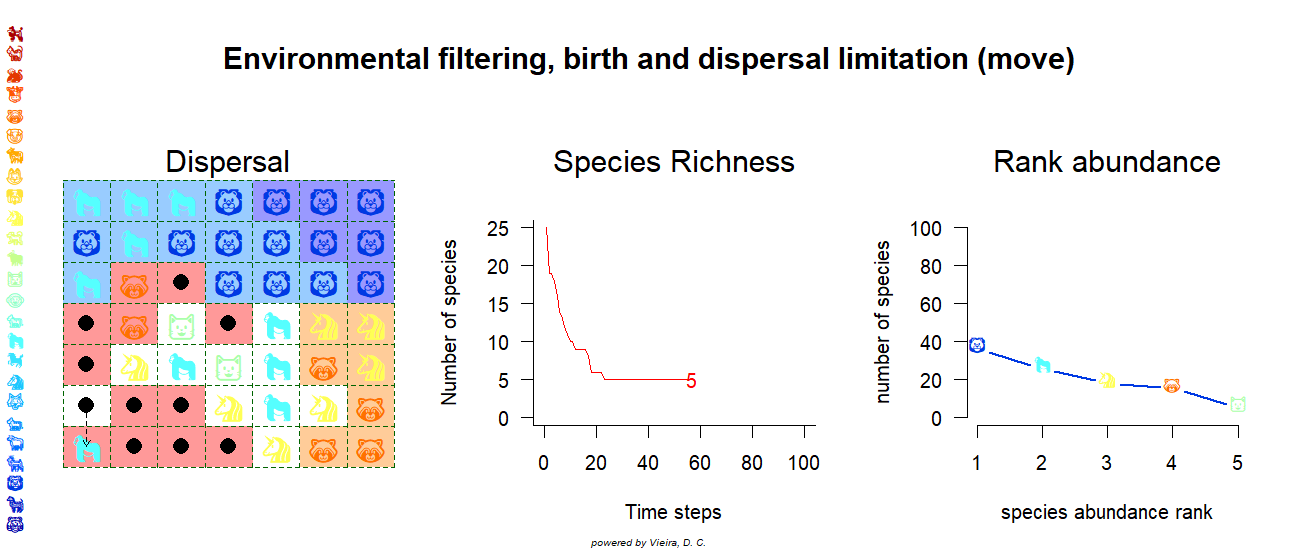 Environmental filtering, birth and dispersal limitation (move)
Dispersal
Species Richness
Number of species
25
20
15
10
5
0
5
0 20 40 60 80 100
Time steps
Rank abundance
number of species
100
80
60
40
20
0
1 2 3 4 5
species abundance rank
powered by Vieira, D. C.